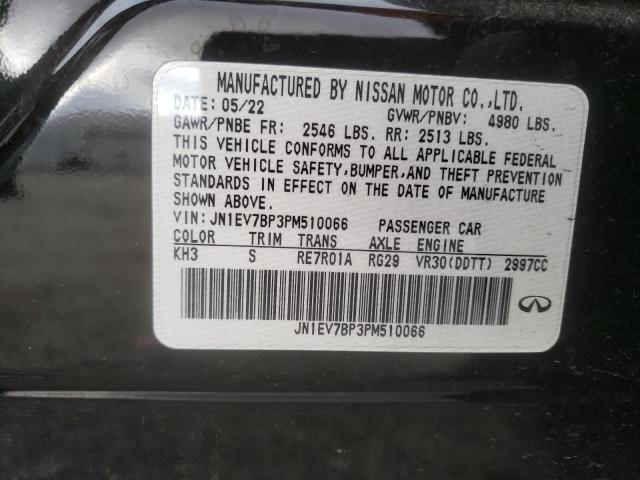 MANUFACTURED BY NISSAN MOTOR CO.,LTD.
DATE: 05/22 GVWR/PNBV: 4980 LBS.
GAWR/PNBE FR: 2546 LBS. RR: 2513 LBS.
THIS VEHICLE CONFORMS TO ALL APPLICABLE FEDERAL
MOTOR VEHICLE SAFETY,BUMPER,AND THEFT PREVENTION
STANDARDS IN EFFECT ON THE DATE OF MANUFACTURE
SHOWN ABOVE.
VIN: JN1EV7BP3PM510066 PASSENGER CAR
COLOR TRIM TRANS AXLE ENGINE
KH3 S RE7R01A RG29 VR30(DDTT) 2997CC
JN1EV7BP3PM510066